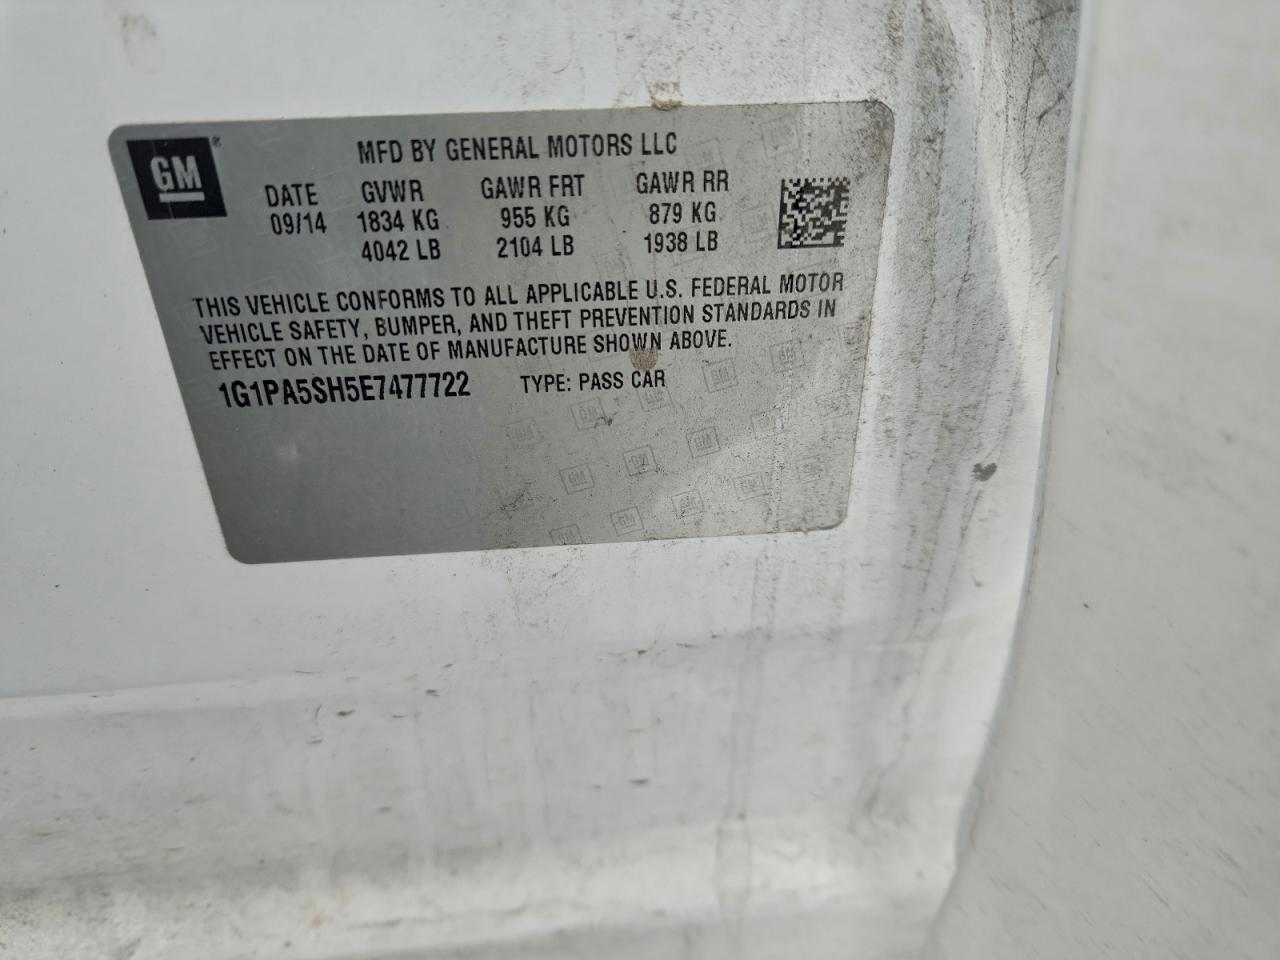 GM
MFD BY GENERAL MOTORS LLC
DATE GVWR GAWR FRT GAWR RR
09/14 1834 KG 955 KG 879 KG
4042 LB 2104 LB 1938 LB
THIS VEHICLE CONFORMS TO ALL APPLICABLE U.S. FEDERAL MOTOR
VEHICLE SAFETY, BUMPER, AND THEFT PREVENTION STANDARDS IN
EFFECT ON THE DATE OF MANUFACTURE SHOWN ABOVE.
1G1PA5SH5E7477722 TYPE: PASS CAR